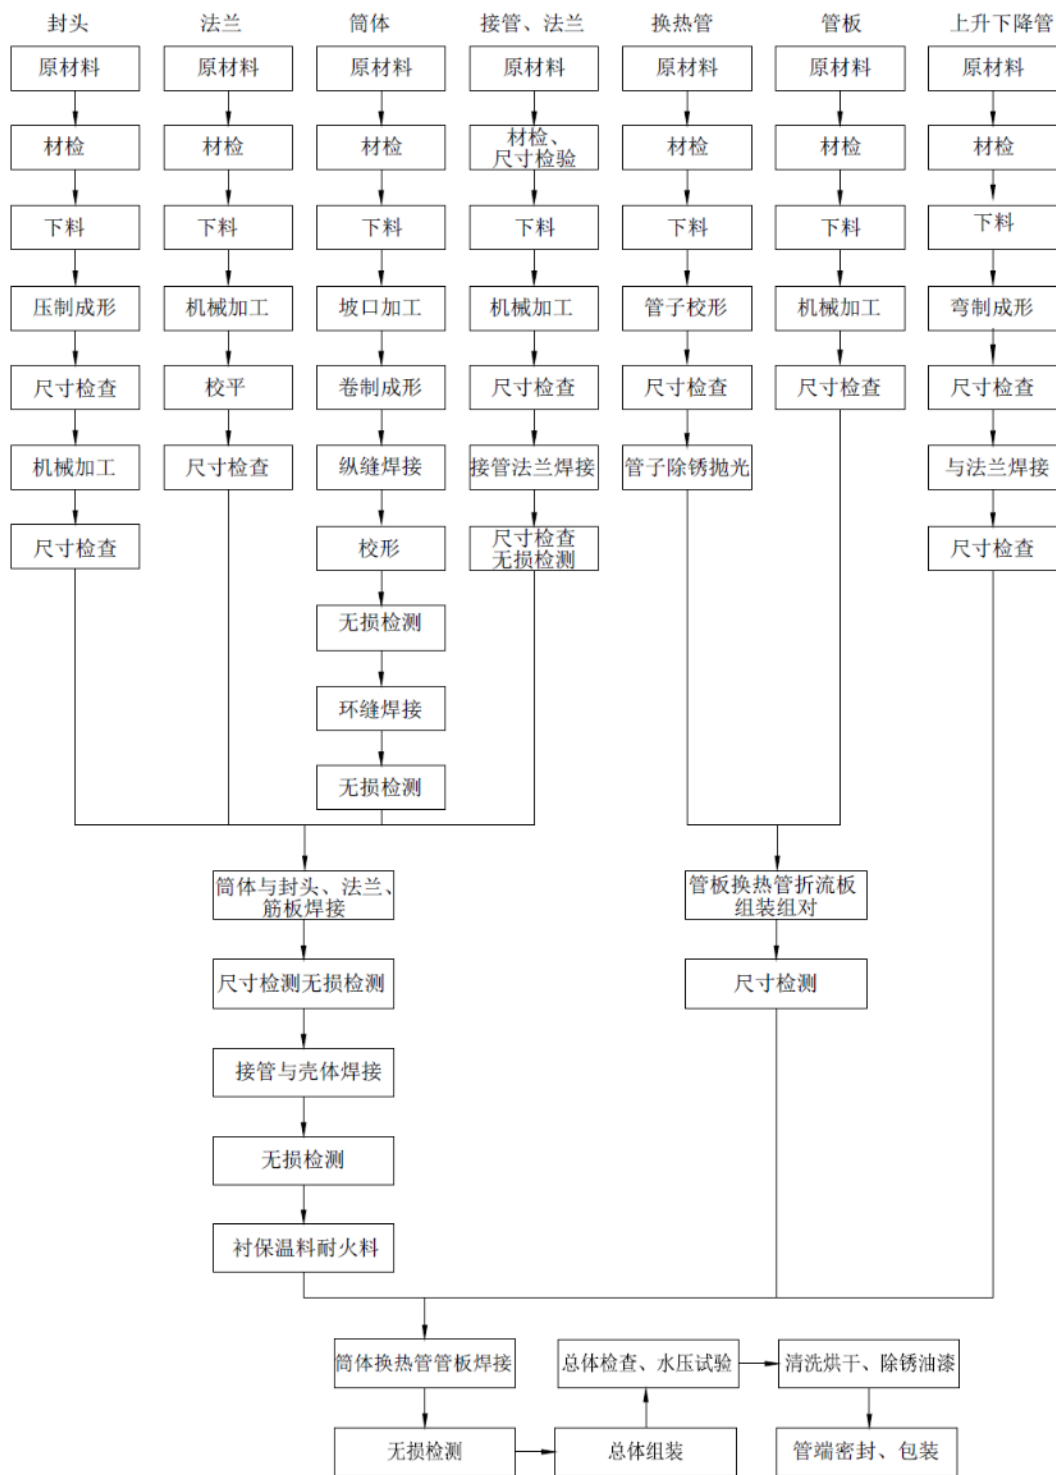 封头 法兰 筒体 接管、法兰 换热管 管板 上升下降管
原材料 原材料 原材料 原材料 原材料 原材料 原材料
材检 材检 材检 材检、 材检 材检 材检
尺寸检验
下料 下料 下料 下料 下料 下料 下料
压制成形 机械加工 坡口加工 机械加工 管子校形 机械加工 弯制成形
尺寸检查 校平 卷制成形 尺寸检查 尺寸检查 尺寸检查 尺寸检查
机械加工 尺寸检查 纵缝焊接 接管法兰焊接 管子除锈抛光 与法兰焊接
尺寸检查 校形 尺寸检查 尺寸检查
无损检测
无损检测
环缝焊接
无损检测
筒体与封头、法兰、 管板换热管折流板
筋板焊接 组装组对
尺寸检测无损检测 尺寸检测
接管与壳体焊接
无损检测
衬保温料耐火料
筒体换热管管板焊接 总体检查、水压试验 清洗烘干、除锈油漆
无损检测 总体组装 管端密封、包装